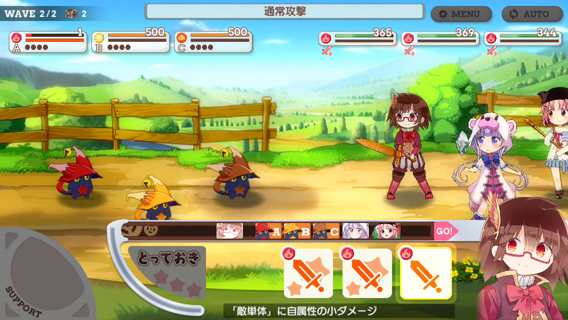 WAVE 2/2 2
通常攻撃
MENU
AUTO
1
500
500
365
369
344
A
B
C
A B C GO!
とっておき
SUPPORT
「敵単体」に自属性の小ダメージ